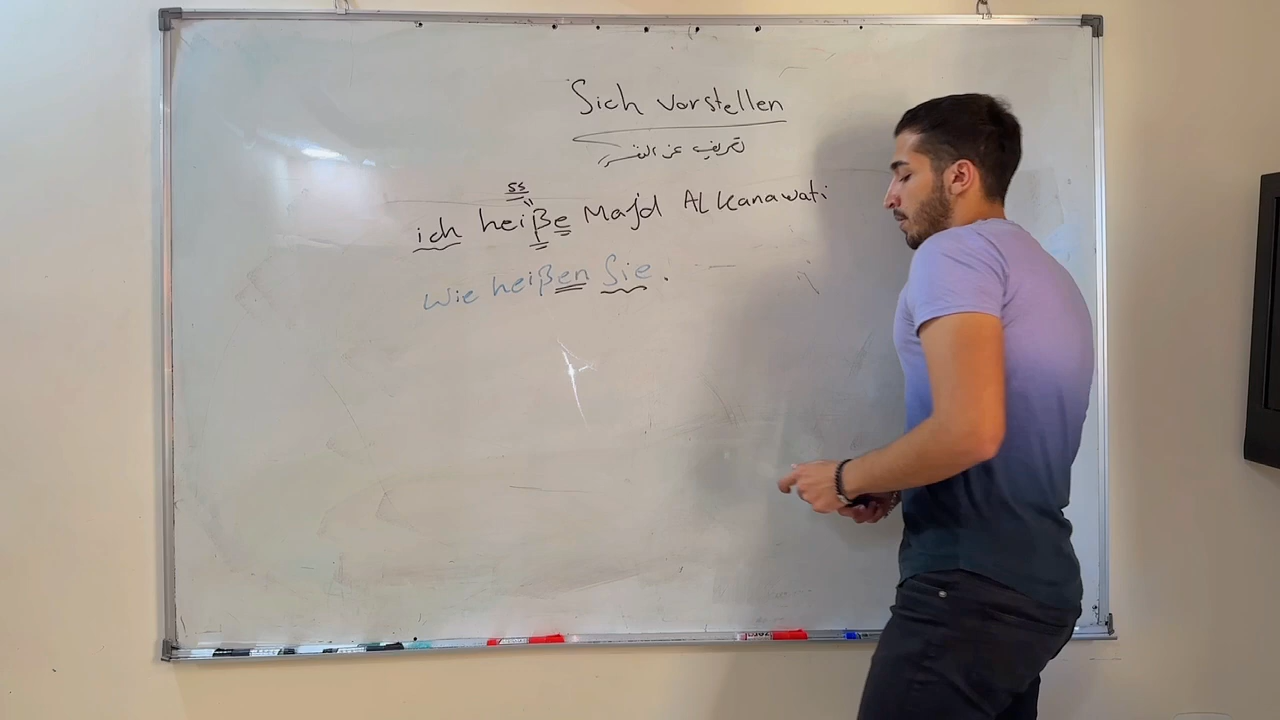 Sich vorstellen
تعريف عن النفس
ss
ich heiße Majd Al Kanawati
Wie heißen Sie.